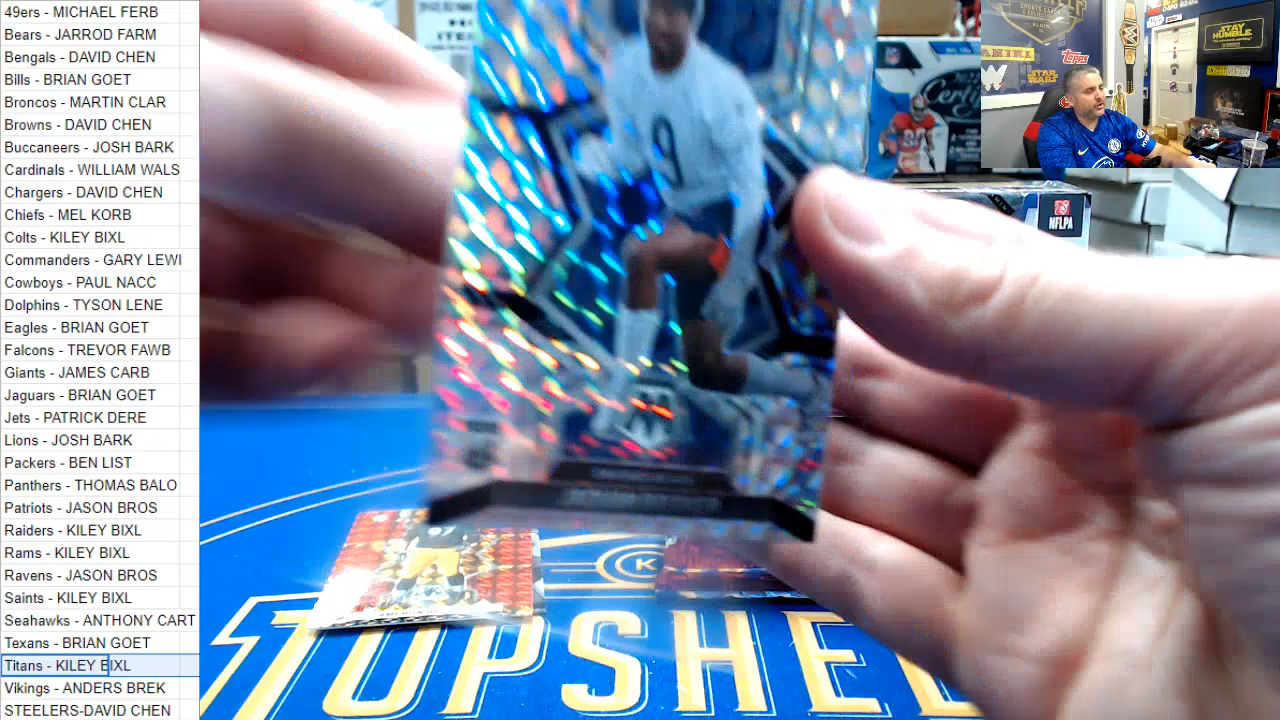 49ers - MICHAEL FERB
Bears - JARROD FARM
Bengals - DAVID CHEN
Bills - BRIAN GOET
Broncos - MARTIN CLAR
Browns - DAVID CHEN
Buccaneers - JOSH BARK
Cardinals - WILLIAM WALS
Chargers - DAVID CHEN
Chiefs - MEL KORB
Colts - KILEY BIXL
Commanders - GARY LEWI
Cowboys - PAUL NACC
Dolphins - TYSON LENE
Eagles - BRIAN GOET
Falcons - TREVOR FAWB
Giants - JAMES CARB
Jaguars - BRIAN GOET
Jets - PATRICK DERE
Lions - JOSH BARK
Packers - BEN LIST
Panthers - THOMAS BALO
Patriots - JASON BROS
Raiders - KILEY BIXL
Rams - KILEY BIXL
Ravens - JASON BROS
Saints - KILEY BIXL
Seahawks - ANTHONY CART
Texans - BRIAN GOET
Titans - KILEY BIXL
Vikings - ANDERS BREK
STEELERS-DAVID CHEN
PANINI
Topps
STAR WARS
STAY HUMBLE
Certified
NFLPA
9
K
TOPSHE